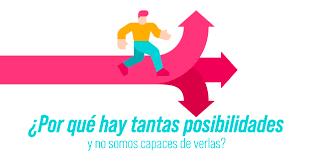 ¿Por qué hay tantas posibilidades
y no somos capaces de verlas?